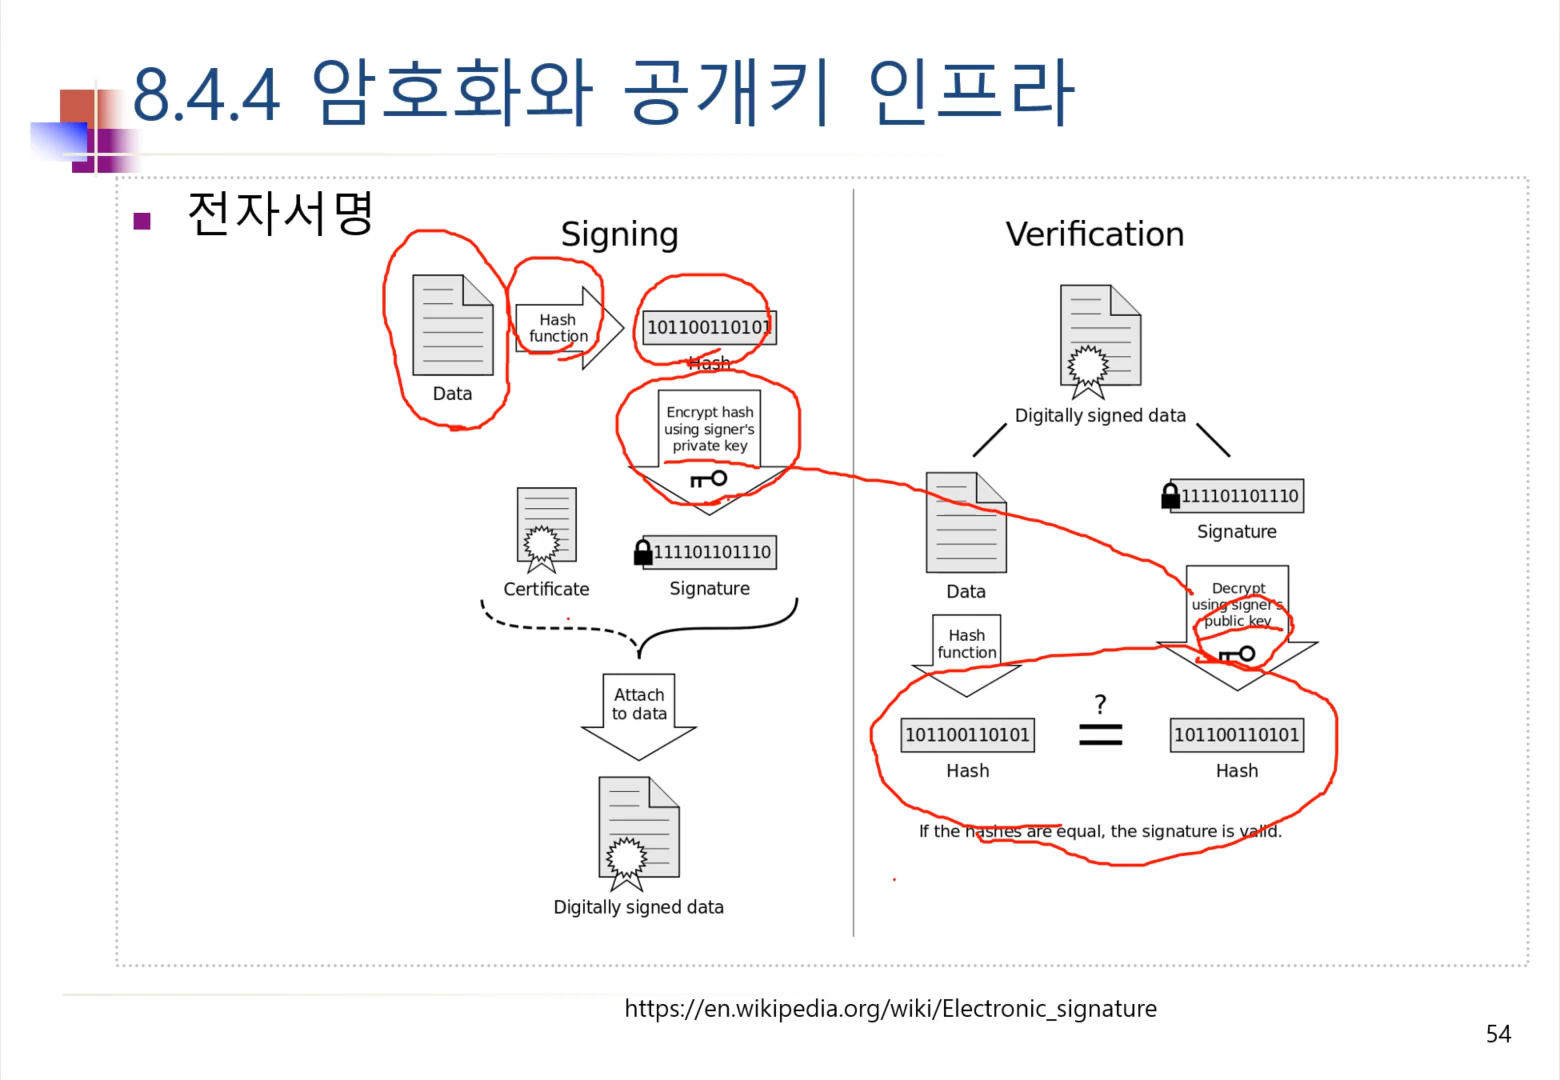 8.4.4 암호화와 공개키 인프라
전자서명
Signing
Data
Hash
function
101100110101
Hash
Encrypt hash
using signer's
private key
Certificate
111101101110
Signature
Attach
to data
Digitally signed data
Verification
Digitally signed data
Data
111101101110
Signature
Hash
function
Decrypt
using signer's
public key
101100110101
Hash
?
=
101100110101
Hash
If the hashes are equal, the signature is valid.
https://en.wikipedia.org/wiki/Electronic_signature
54